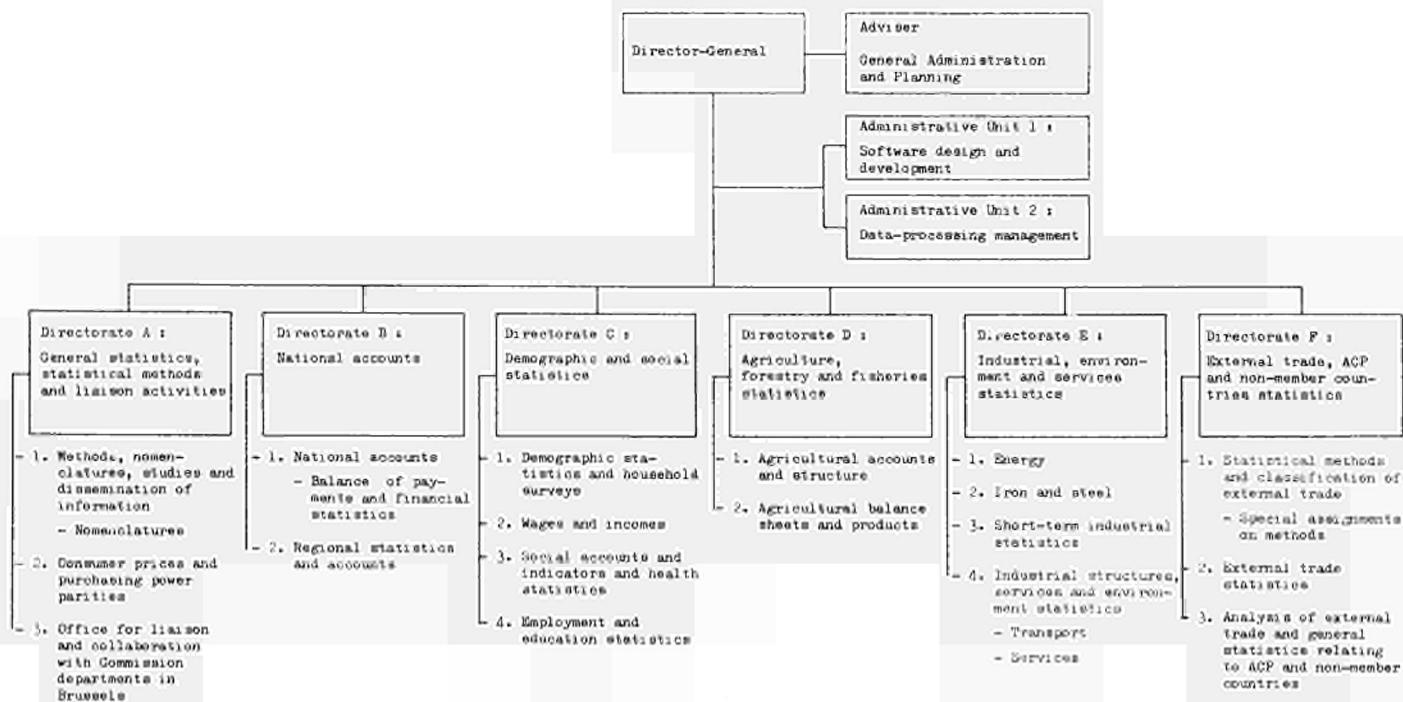 Director-General
Adviser
General Administration
and Planning
Administrative Unit 1 :
Software design and
development
Administrative Unit 2 :
Data-processing management
Directorate A :
General statistics,
statistical methods
and liaison activities
- 1. Methods, nomen-
clatures, studies and
dissemination of
information
- Nomenclatures
- 2. Consumer prices and
purchasing power
parities
- 3. Office for liaison
and collaboration
with Commission
departments in
Brussels
Directorate B :
National accounts
- 1. National accounts
- Balance of pay-
ments and financial
statistics
- 2. Regional statistics
and accounts
Directorate C :
Demographic and social
statistics
- 1. Demographic sta-
tistics and household
surveys
- 2. Wages and incomes
- 3. Social accounts and
indicators and health
statistics
- 4. Employment and
education statistics
Directorate D :
Agriculture,
forestry and fisheries
statistics
- 1. Agricultural accounts
and structure
- 2. Agricultural balance
sheets and products
Directorate E :
Industrial, environ-
ment and services
statistics
- 1. Energy
- 2. Iron and steel
- 3. Short-term industrial
statistics
- 4. Industrial structures,
services and environ-
ment statistics
- Transport
- Services
Directorate F :
External trade, ACP
and non-member coun-
tries statistics
- 1. Statistical methods
and classification of
external trade
- Special assignments
on methods
- 2. External trade
statistics
- 3. Analysis of external
trade and general
statistics relating
to ACP and non-member
countries